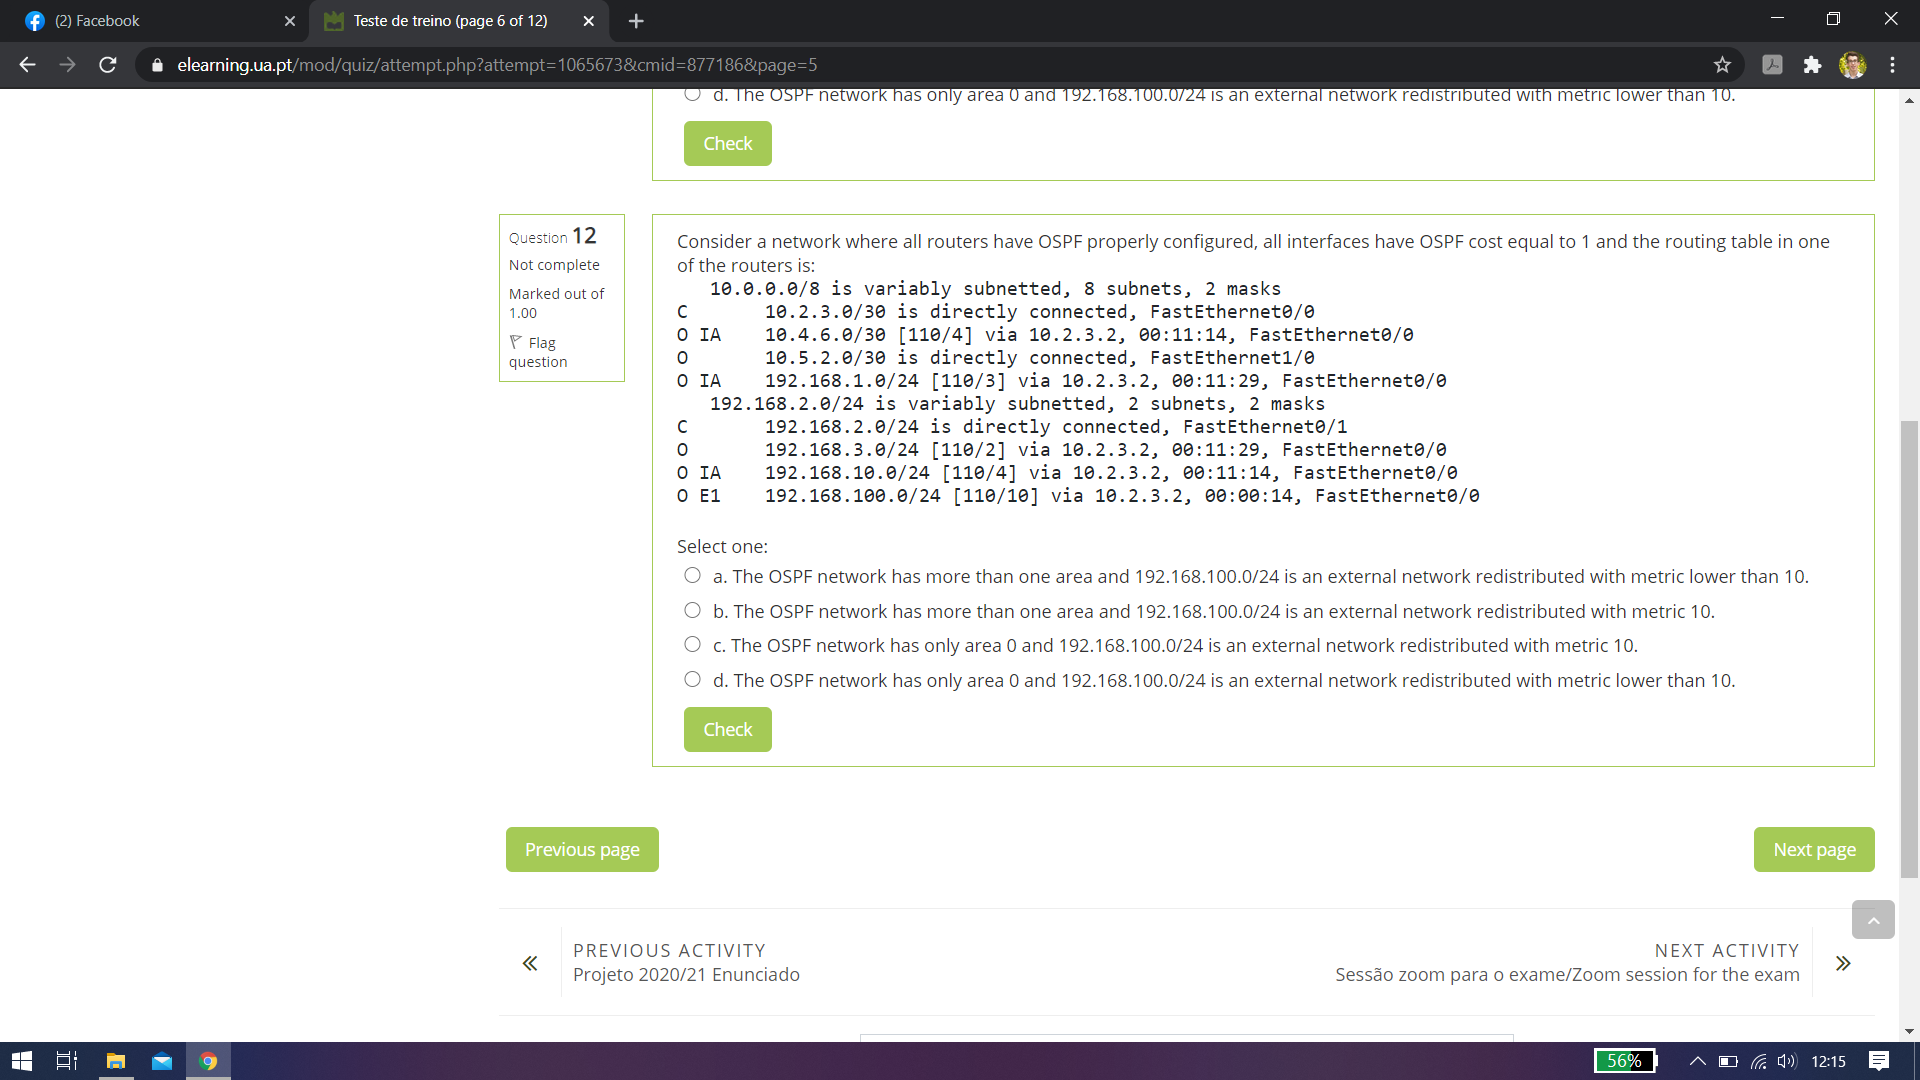 (2) Facebook
Teste de treino (page 6 of 12)
elearning.ua.pt/mod/quiz/attempt.php?attempt=1065673&cmid=877186&page=5
d. The OSPF network has only area 0 and 192.168.100.0/24 is an external network redistributed with metric lower than 10.
Check
Question 12
Not complete
Marked out of
1.00
Flag
question
Consider a network where all routers have OSPF properly configured, all interfaces have OSPF cost equal to 1 and the routing table in one
of the routers is:
10.0.0.0/8 is variably subnetted, 8 subnets, 2 masks
C 10.2.3.0/30 is directly connected, FastEthernet0/0
O IA 10.4.6.0/30 [110/4] via 10.2.3.2, 00:11:14, FastEthernet0/0
O 10.5.2.0/30 is directly connected, FastEthernet1/0
O IA 192.168.1.0/24 [110/3] via 10.2.3.2, 00:11:29, FastEthernet0/0
192.168.2.0/24 is variably subnetted, 2 subnets, 2 masks
C 192.168.2.0/24 is directly connected, FastEthernet0/1
O 192.168.3.0/24 [110/2] via 10.2.3.2, 00:11:29, FastEthernet0/0
O IA 192.168.10.0/24 [110/4] via 10.2.3.2, 00:11:14, FastEthernet0/0
O E1 192.168.100.0/24 [110/10] via 10.2.3.2, 00:00:14, FastEthernet0/0
Select one:
a. The OSPF network has more than one area and 192.168.100.0/24 is an external network redistributed with metric lower than 10.
b. The OSPF network has more than one area and 192.168.100.0/24 is an external network redistributed with metric 10.
c. The OSPF network has only area 0 and 192.168.100.0/24 is an external network redistributed with metric 10.
d. The OSPF network has only area 0 and 192.168.100.0/24 is an external network redistributed with metric lower than 10.
Check
Previous page
Next page
PREVIOUS ACTIVITY
Projeto 2020/21 Enunciado
NEXT ACTIVITY
Sessão zoom para o exame/Zoom session for the exam
56%
12:15